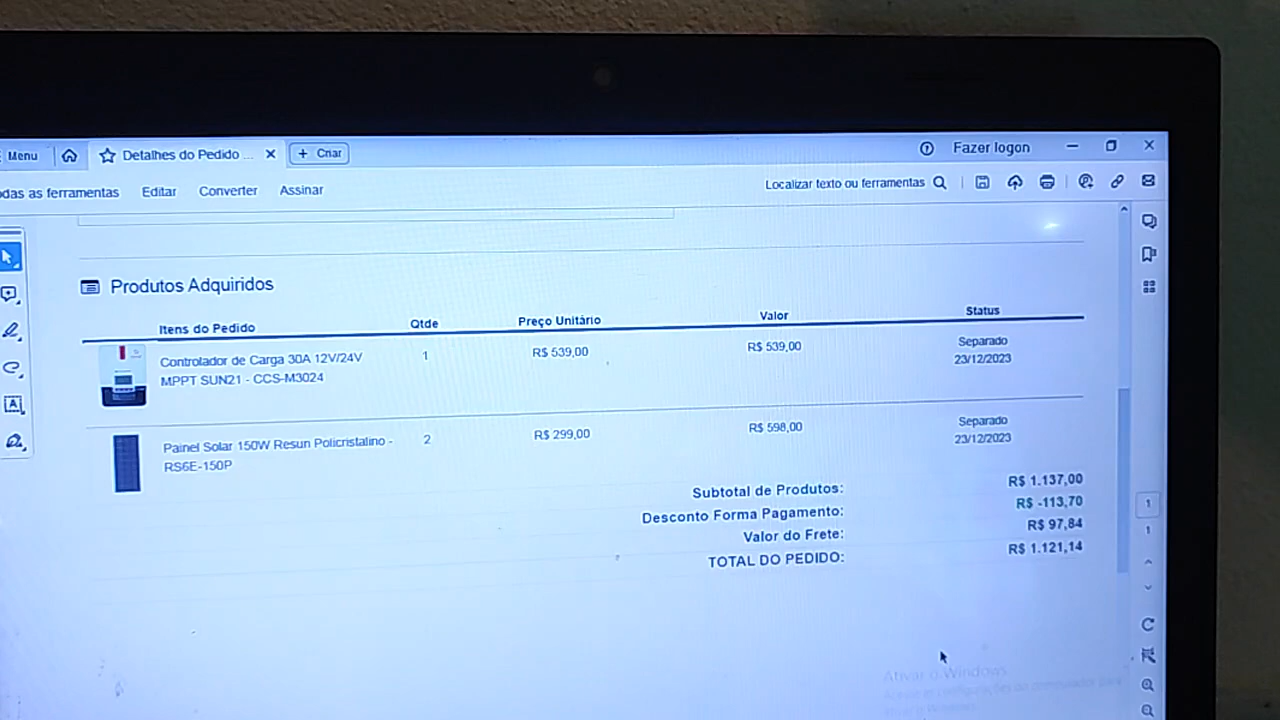 Menu
Detalhes do Pedido ...
+ Criar
Fazer logon
das as ferramentas
Editar
Converter
Assinar
Localizar texto ou ferramentas
Produtos Adquiridos
Itens do Pedido Qtde Preço Unitário Valor Status
Controlador de Carga 30A 12V/24V 1 R$ 539,00 R$ 539,00 Separado
MPPT SUN21 - CCS-M3024 23/12/2023
Painel Solar 150W Resun Policristalino - 2 R$ 299,00 R$ 598,00 Separado
RS6E-150P 23/12/2023
Subtotal de Produtos: R$ 1.137,00
Desconto Forma Pagamento: R$ -113,70
Valor do Frete: R$ 97,84
TOTAL DO PEDIDO: R$ 1.121,14
1
1
Ativar o Windows